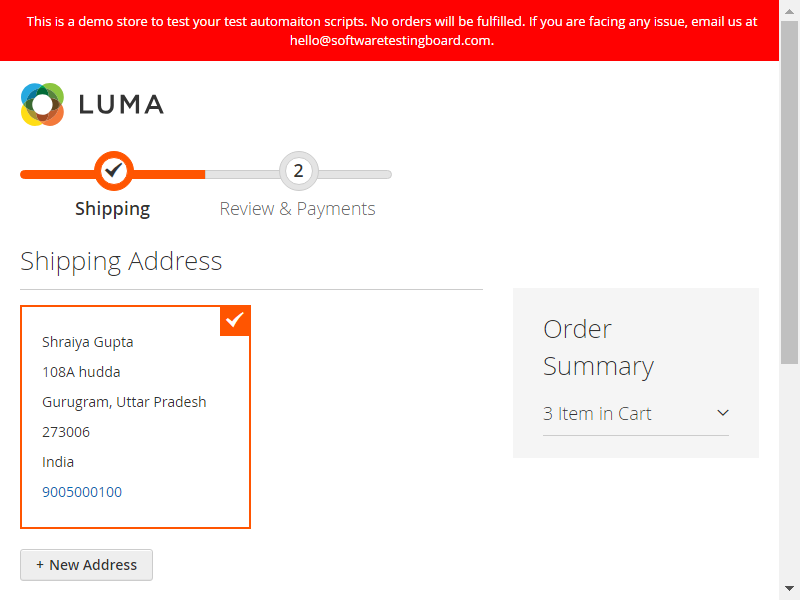 This is a demo store to test your test automaiton scripts. No orders will be fulfilled. If you are facing any issue, email us at
hello@softwaretestingboard.com.
LUMA
2
Shipping
Review & Payments
Shipping Address
Shraiya Gupta
108A hudda
Gurugram, Uttar Pradesh
273006
India
9005000100
+ New Address
Order
Summary
3 Item in Cart